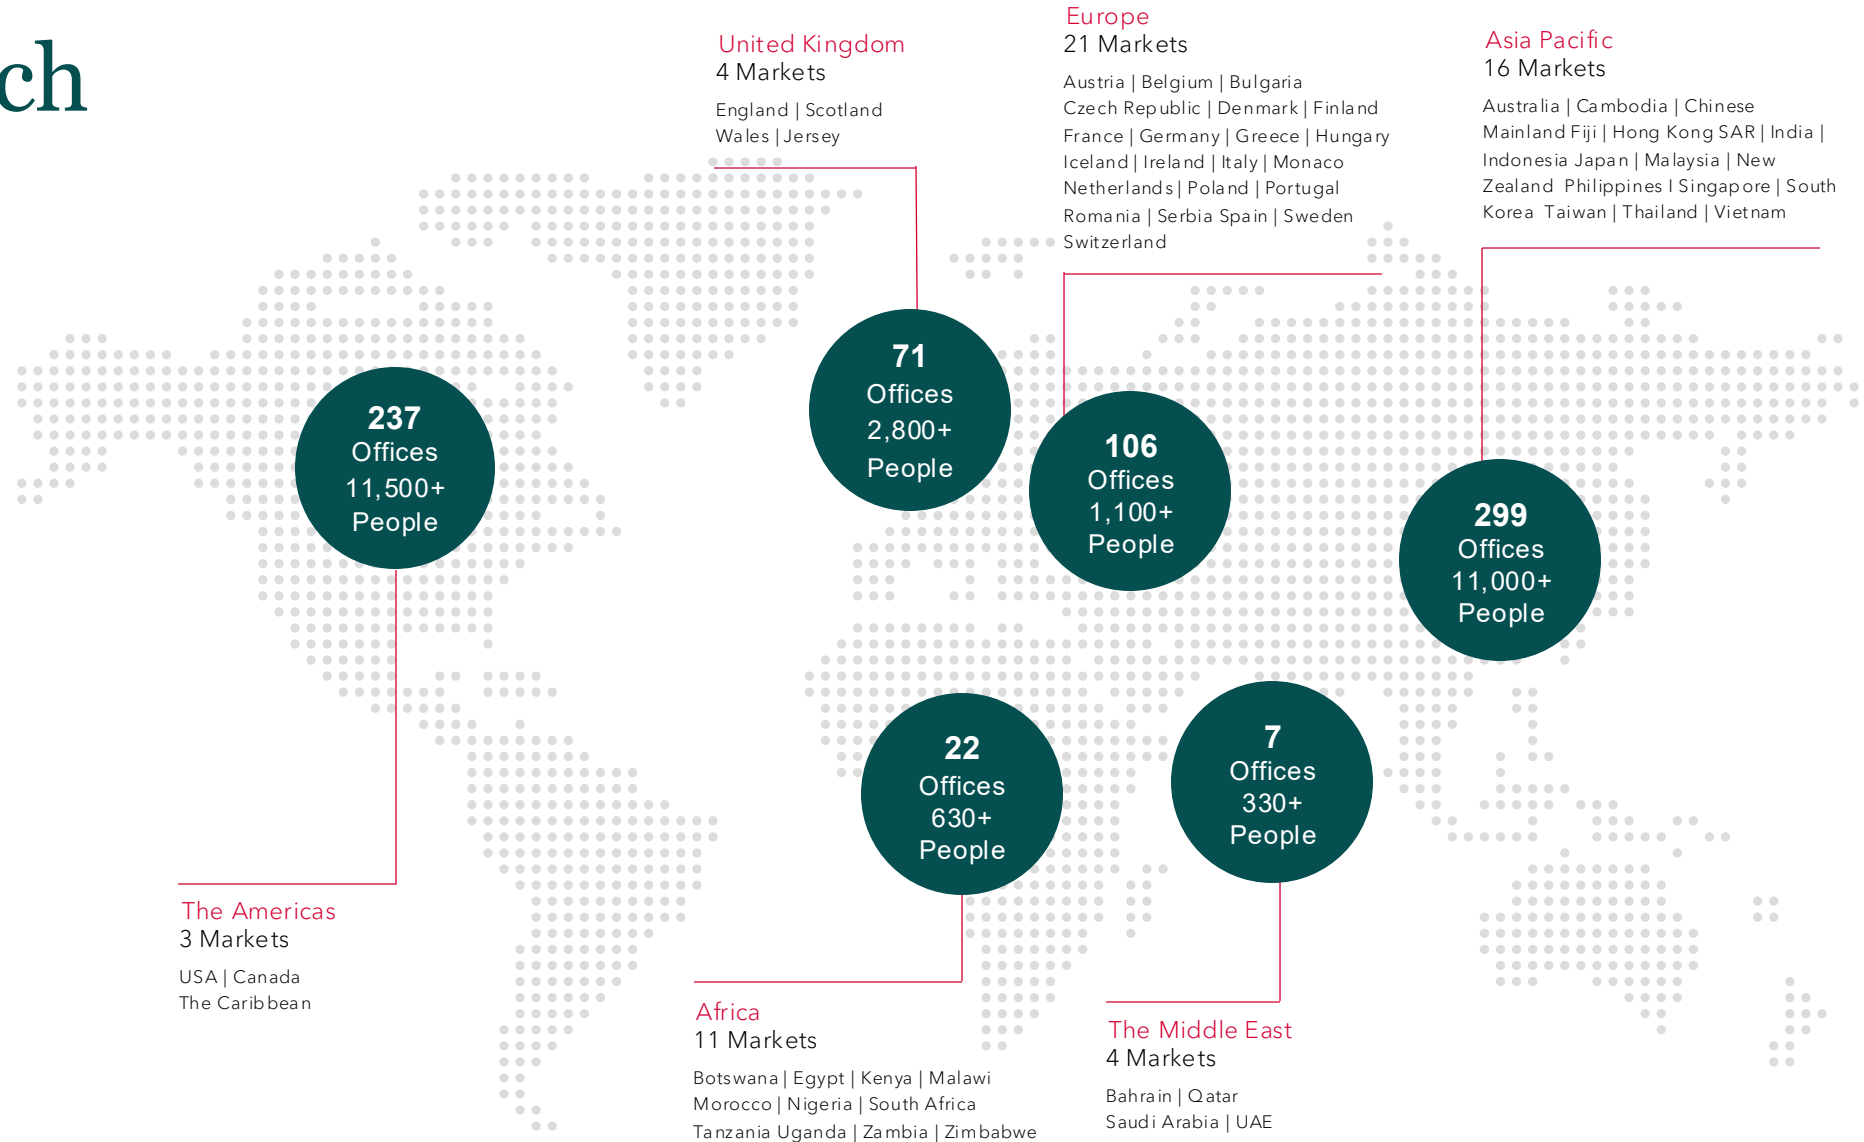 ch
United Kingdom
4 Markets
England | Scotland
Wales | Jersey
Europe
21 Markets
Austria | Belgium | Bulgaria
Czech Republic | Denmark | Finland
France | Germany | Greece | Hungary
Iceland | Ireland | Italy | Monaco
Netherlands | Poland | Portugal
Romania | Serbia Spain | Sweden
Switzerland
Asia Pacific
16 Markets
Australia | Cambodia | Chinese
Mainland Fiji | Hong Kong SAR | India |
Indonesia Japan | Malaysia | New
Zealand Philippines I Singapore | South
Korea Taiwan | Thailand | Vietnam
237
Offices
11,500+
People
71
Offices
2,800+
People
106
Offices
1,100+
People
299
Offices
11,000+
People
22
Offices
630+
People
7
Offices
330+
People
The Americas
3 Markets
USA | Canada
The Caribbean
Africa
11 Markets
Botswana | Egypt | Kenya | Malawi
Morocco | Nigeria | South Africa
Tanzania Uganda | Zambia | Zimbabwe
The Middle East
4 Markets
Bahrain | Qatar
Saudi Arabia | UAE